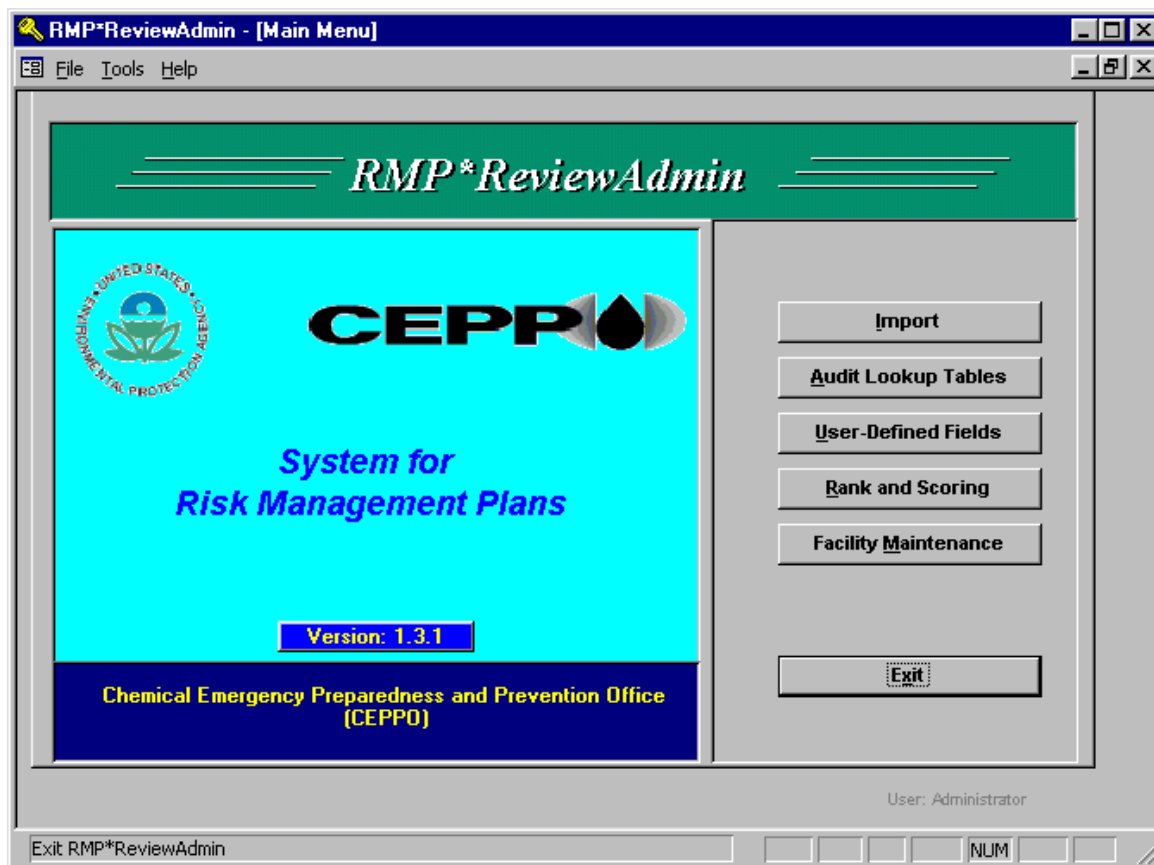 RMP*ReviewAdmin - [Main Menu]
File Tools Help
RMP*ReviewAdmin
UNITED STATES
ENVIRONMENTAL PROTECTION AGENCY
CEPPO
System for
Risk Management Plans
Version: 1.3.1
Chemical Emergency Preparedness and Prevention Office
(CEPPO)
Import
Audit Lookup Tables
User-Defined Fields
Rank and Scoring
Facility Maintenance
Exit
User: Administrator
Exit RMP*ReviewAdmin
NUM